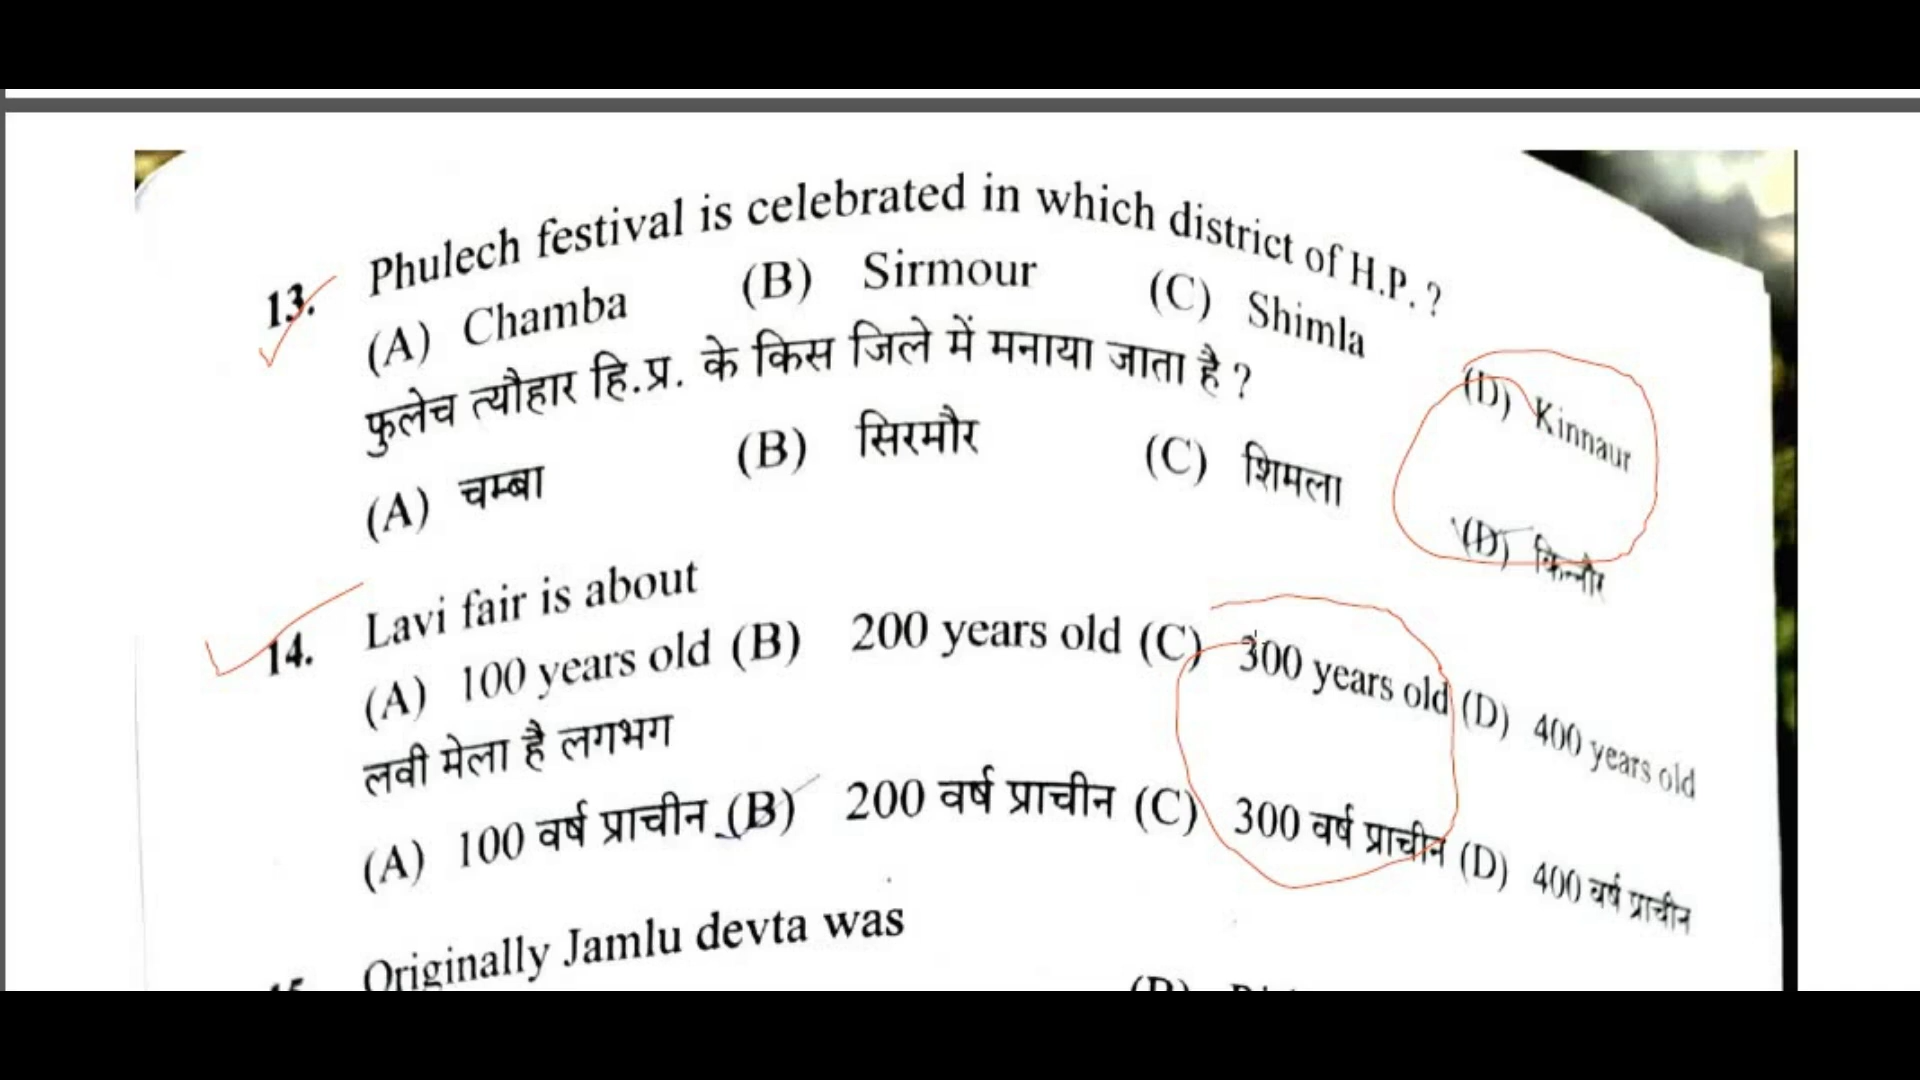 13. Phulech festival is celebrated in which district of H.P. ?
(A) Chamba (B) Sirmour (C) Shimla (D) Kinnaur
फुलेच त्यौहार हि.प्र. के किस जिले में मनाया जाता है ?
(A) चम्बा (B) सिरमौर (C) शिमला (D) किन्नौर
14. Lavi fair is about
(A) 100 years old (B) 200 years old (C) 300 years old (D) 400 years old
लवी मेला है लगभग
(A) 100 वर्ष प्राचीन (B) 200 वर्ष प्राचीन (C) 300 वर्ष प्राचीन (D) 400 वर्ष प्राचीन
Originally Jamlu devta was